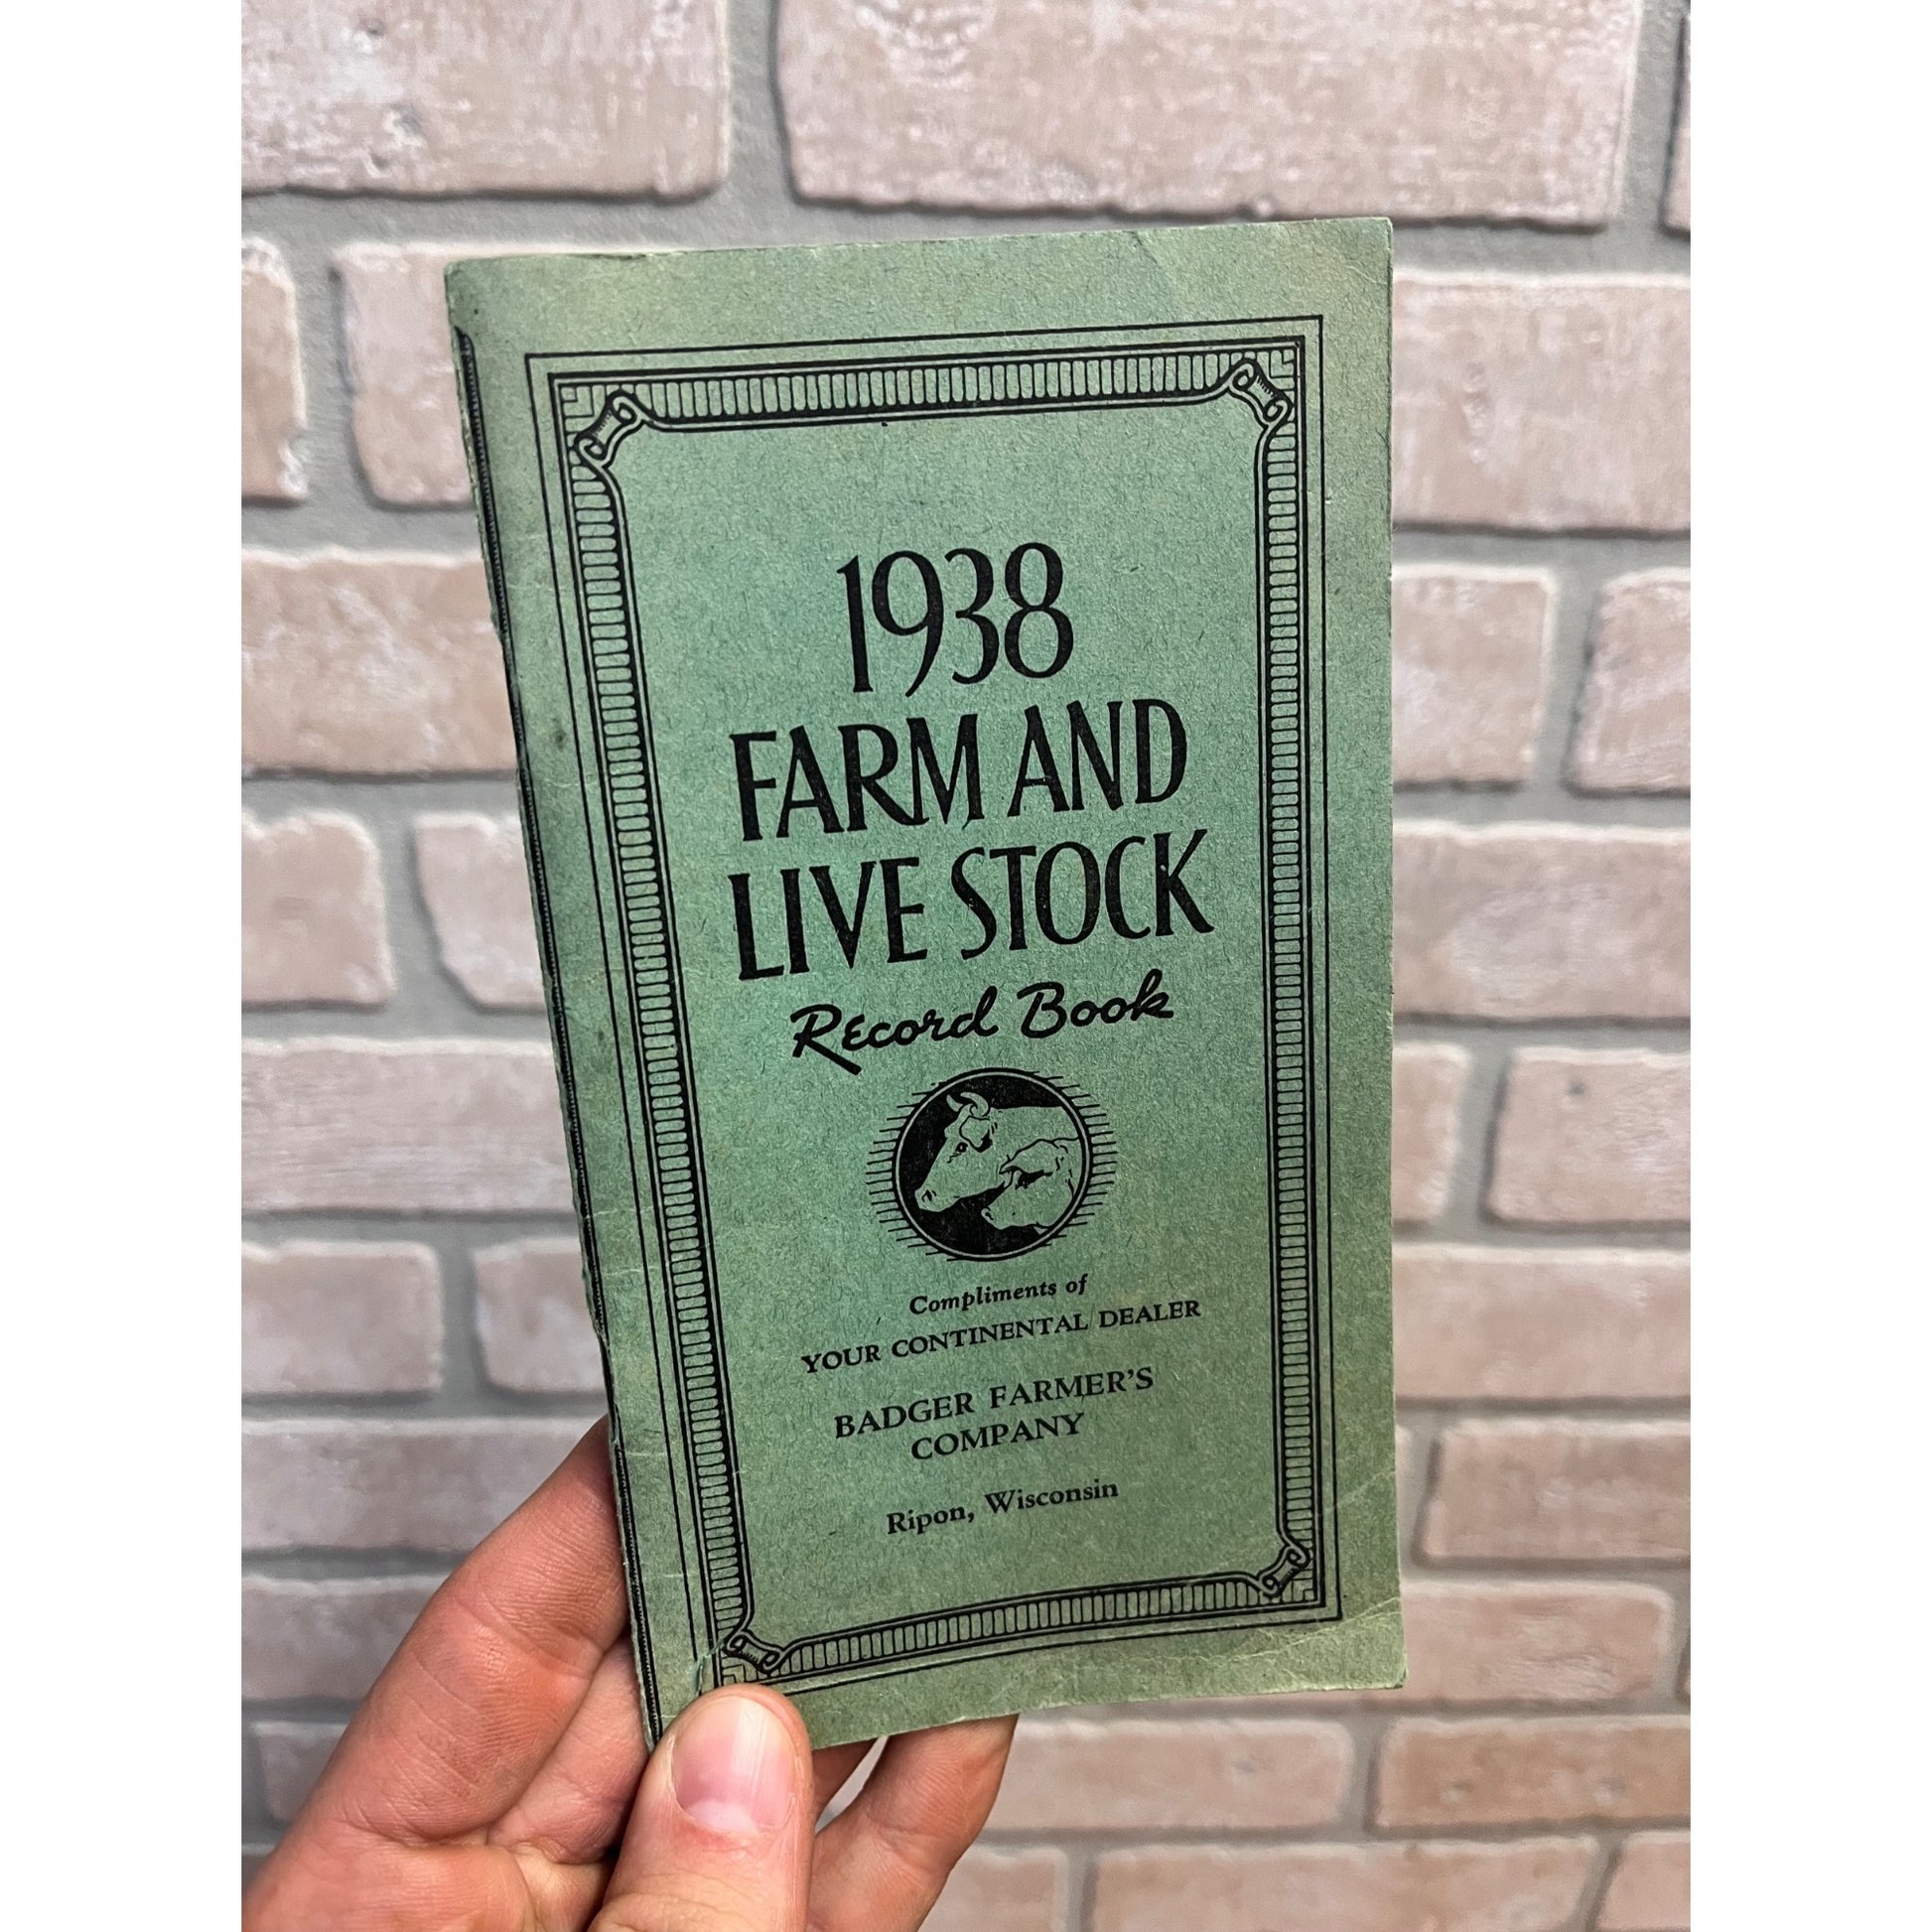 1938
FARM AND
LIVE STOCK
Record Book
Compliments of
YOUR CONTINENTAL DEALER
BADGER FARMER'S
COMPANY
Ripon, Wisconsin